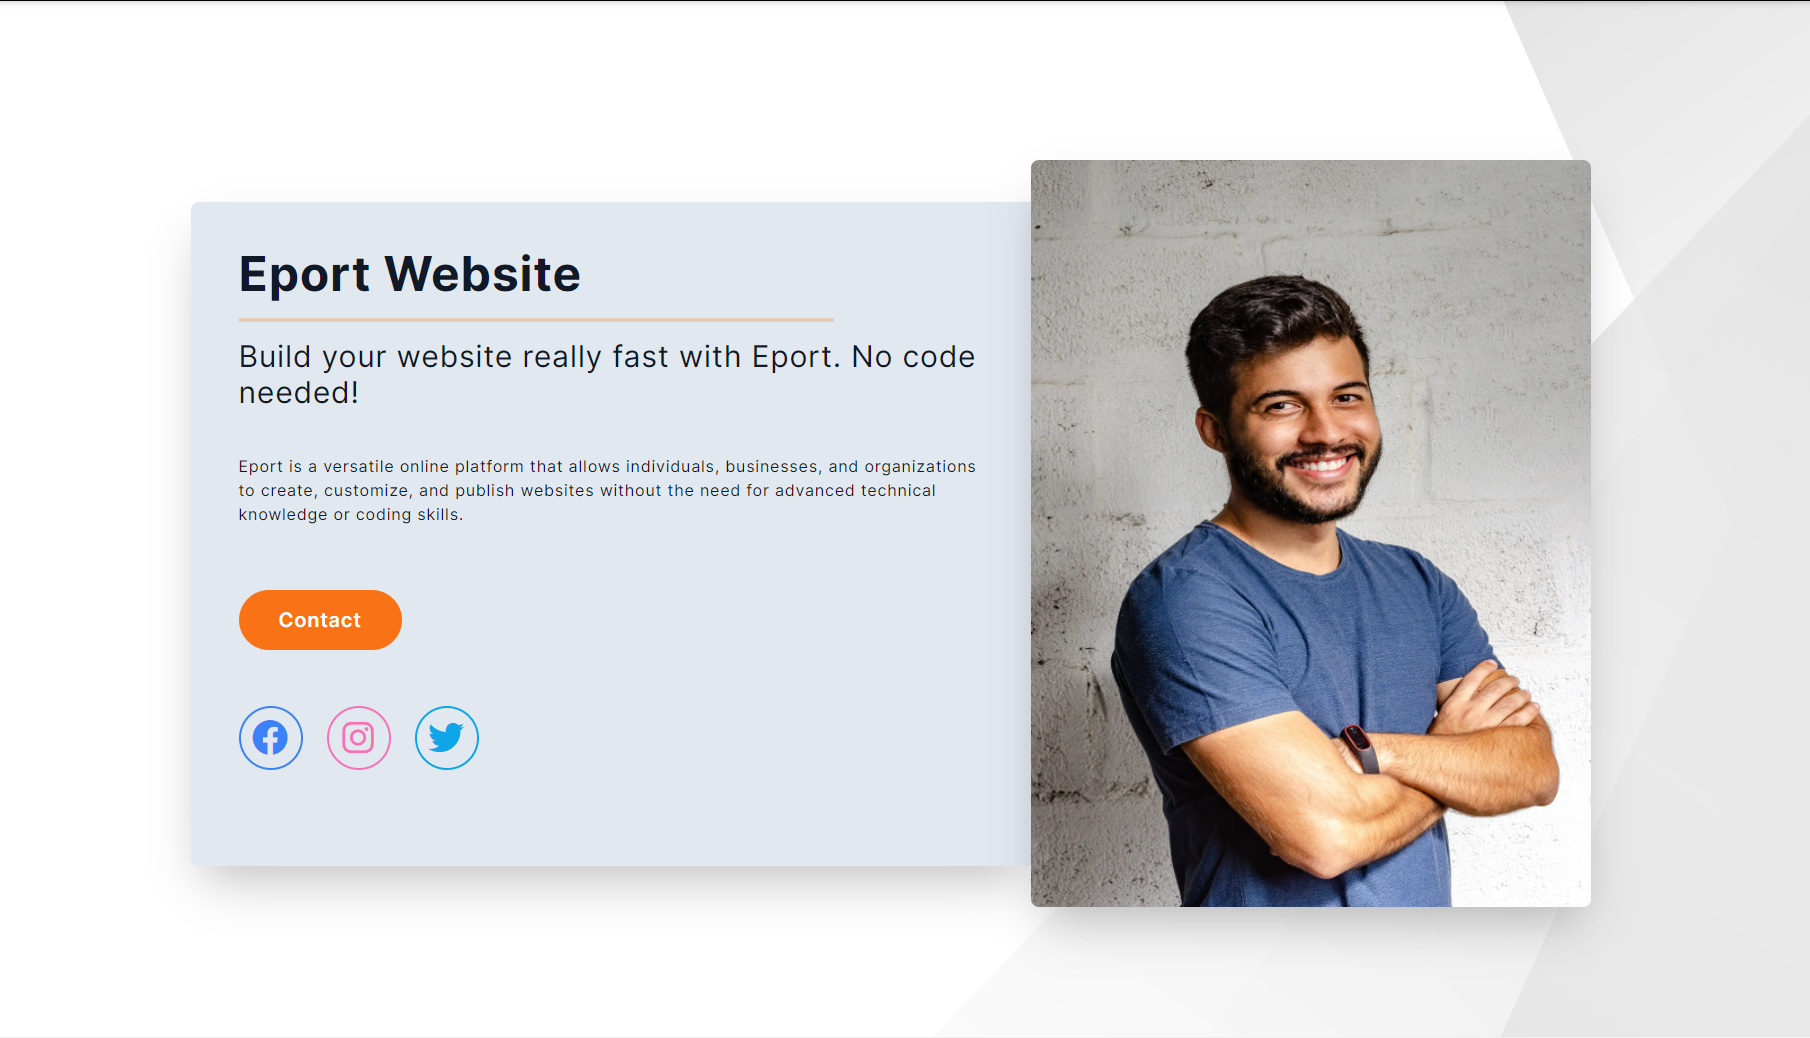 Eport Website
Build your website really fast with Eport. No code
needed!
Eport is a versatile online platform that allows individuals, businesses, and organizations
to create, customize, and publish websites without the need for advanced technical
knowledge or coding skills.
Contact